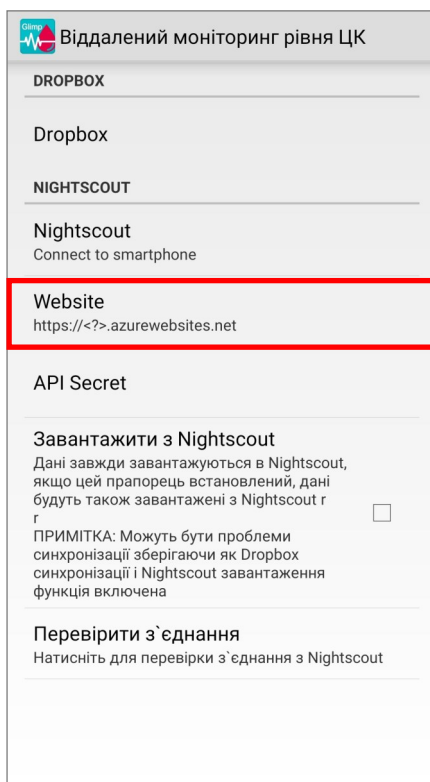 Glimp
Віддалений моніторинг рівня ЦК
DROPBOX
Dropbox
NIGHTSCOUT
Nightscout
Connect to smartphone
Website
https://<?>.azurewebsites.net
API Secret
Завантажити з Nightscout
Дані завжди завантажуються в Nightscout,
якщо цей прапорець встановлений, дані
будуть також завантажені з Nightscout r
r
ПРИМІТКА: Можуть бути проблеми
синхронізації зберігаючи як Dropbox
синхронізації і Nightscout завантаження
функція включена
Перевірити з`єднання
Натисніть для перевірки з`єднання з Nightscout